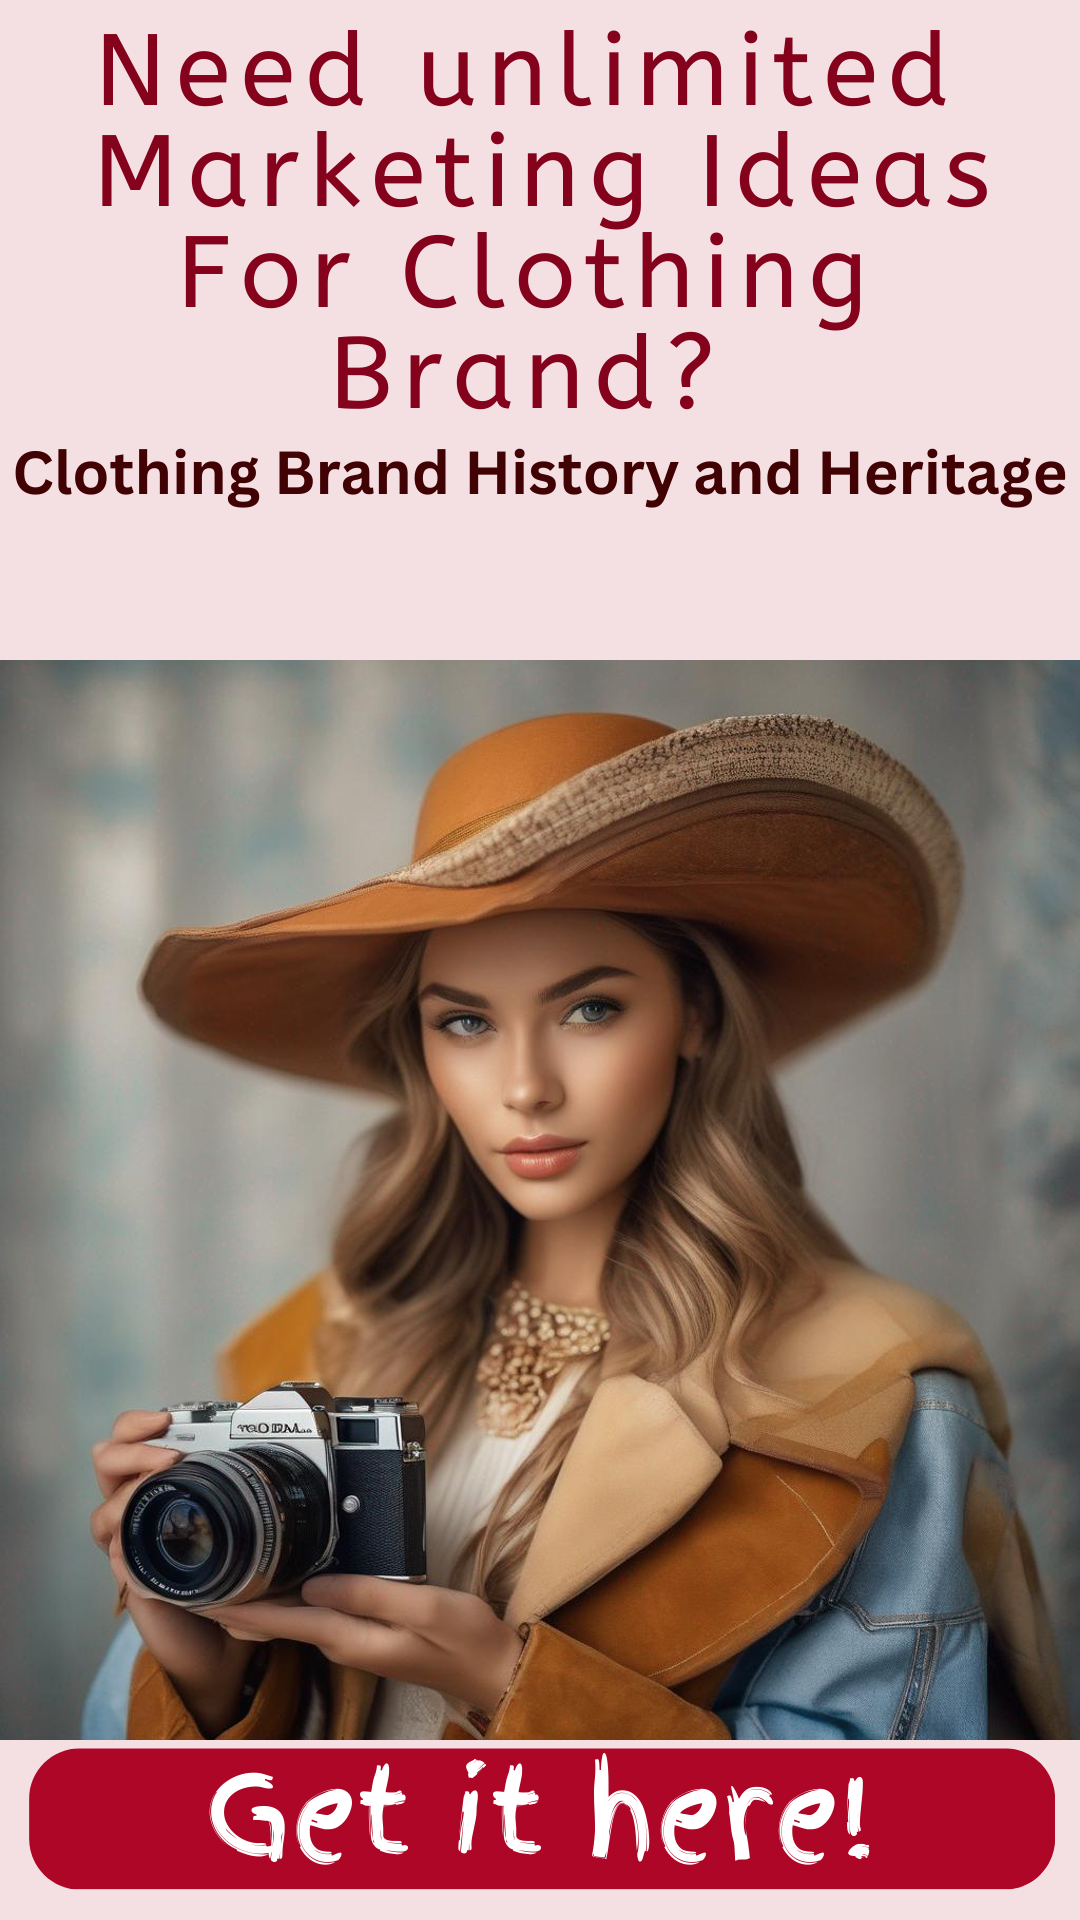 Need unlimited
Marketing Ideas
For Clothing
Brand?
Clothing Brand History and Heritage
Get it here!